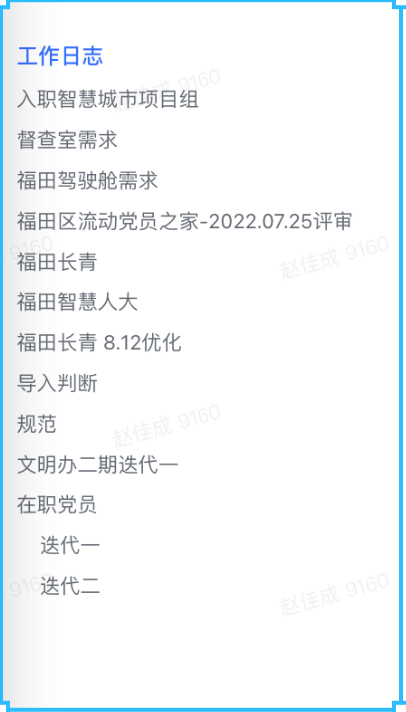 工作日志
入职智慧城市项目组
督查室需求
福田驾驶舱需求
福田区流动党员之家-2022.07.25评审
福田长青
福田智慧人大
福田长青 8.12优化
导入判断
规范
文明办二期迭代一
在职党员
迭代一
迭代二
9160
9160
赵佳成 9160
赵佳成 9160
9160
赵佳成 9160